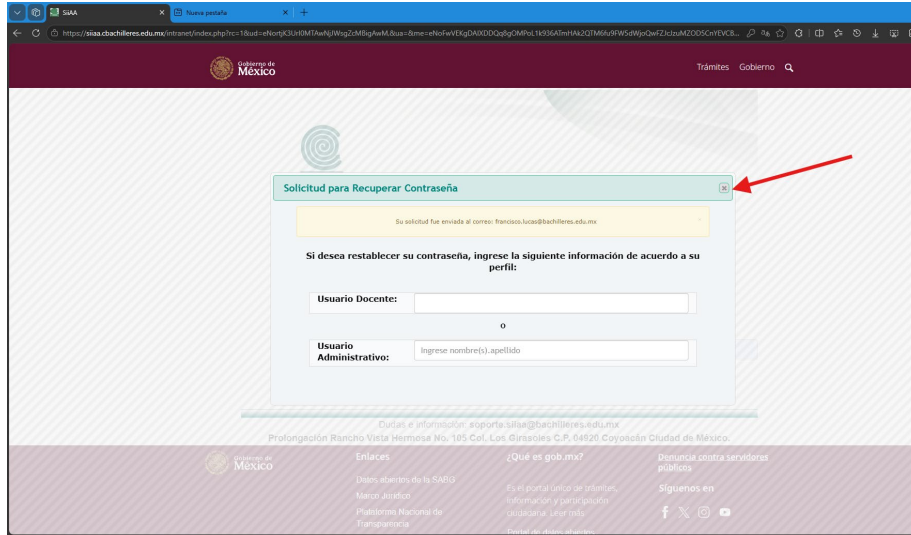 SiiAA
Nueva pestaña
https://siiaa.cbachilleres.edu.mx/intranet/index.php?rc=1&ud=
Gobierno de
México
Trámites Gobierno
Solicitud para Recuperar Contraseña
Su solicitud fue enviada al correo: francisco.lucas@bachilleres.edu.mx
Si desea restablecer su contraseña, ingrese la siguiente información de acuerdo a su
perfil:
Usuario Docente:
o
Usuario
Administrativo:
Ingrese nombre(s).apellido
Dudas e información: soporte.siiaa@bachilleres.edu.mx
Prolongación Rancho Vista Hermosa No. 105 Col. Los Girasoles C.P. 04920 Coyoacán Ciudad de México.
Gobierno de
México
Enlaces
Datos abiertos de la SABG
Marco Jurídico
Plataforma Nacional de
Transparencia
¿Qué es gob.mx?
Es el portal único de trámites,
información y participación
ciudadana. Leer más
Portal de datos abiertos
Denuncia contra servidores
públicos
Síguenos en